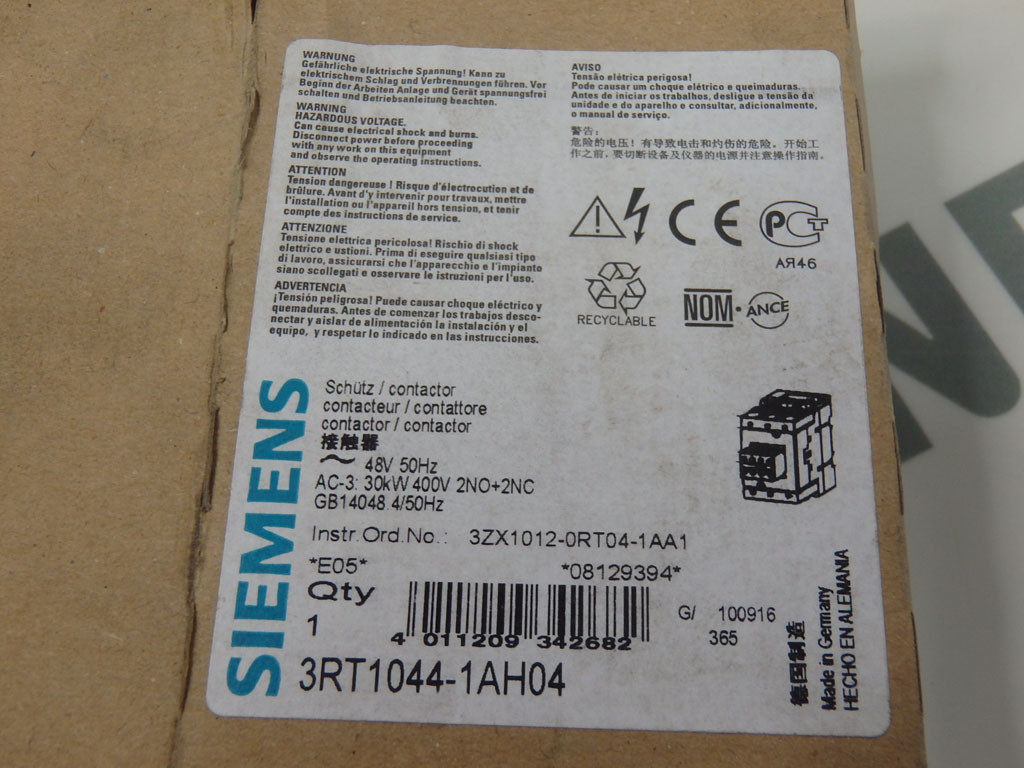 WARNUNG
Gefährliche elektrische Spannung! Kann zu
elektrischem Schlag und Verbrennungen führen. Vor
Beginn der Arbeiten Anlage und Gerät spannungsfrei
schalten und Betriebsanleitung beachten.
WARNING
HAZARDOUS VOLTAGE.
Can cause electrical shock and burns.
Disconnect power before proceeding
with any work on this equipment
and observe the operating instructions.
ATTENTION
Tension dangereuse ! Risque d'électrocution et de
brûlure. Avant d'y intervenir pour travaux, mettre
l'installation ou l'appareil hors tension, et tenir
compte des instructions de service.
ATTENZIONE
Tensione elettrica pericolosa! Rischio di shock
elettrico e ustioni. Prima di eseguire qualsiasi tipo
di lavoro, assicurarsi che l'apparecchio e l'impianto
siano scollegati e osservare le istruzioni per l'uso.
ADVERTENCIA
¡Tensión peligrosa! Puede causar choque eléctrico y
quemaduras. Antes de comenzar los trabajos desco-
nectar y aislar de alimentación la instalación y el
equipo, y respetar lo indicado en las instrucciones.
AVISO
Tensão elétrica perigosa!
Pode causar um choque elétrico e queimaduras.
Antes de iniciar os trabalhos, desligue a tensão da
unidade e do aparelho e consultar, adicionalmente,
o manual de serviço.
警告:
危险的电压! 有导致电击和灼伤的危险。开始工
作之前, 要切断设备及仪器的电源并注意操作指南。
CE PCT
АЯ46
RECYCLABLE
NOM · ANCE
SIEMENS
Schütz / contactor
contacteur / contattore
contactor / contactor
接触器
~ 48V 50Hz
AC-3: 30kW 400V 2NO+2NC
GB14048.4/50Hz
Instr.Ord.No.: 3ZX1012-0RT04-1AA1
*E05* *08129394*
Qty
1
4 011209 342682
G/ 100916
365
3RT1044-1AH04
德国制造
Made in Germany
HECHO EN ALEMANIA